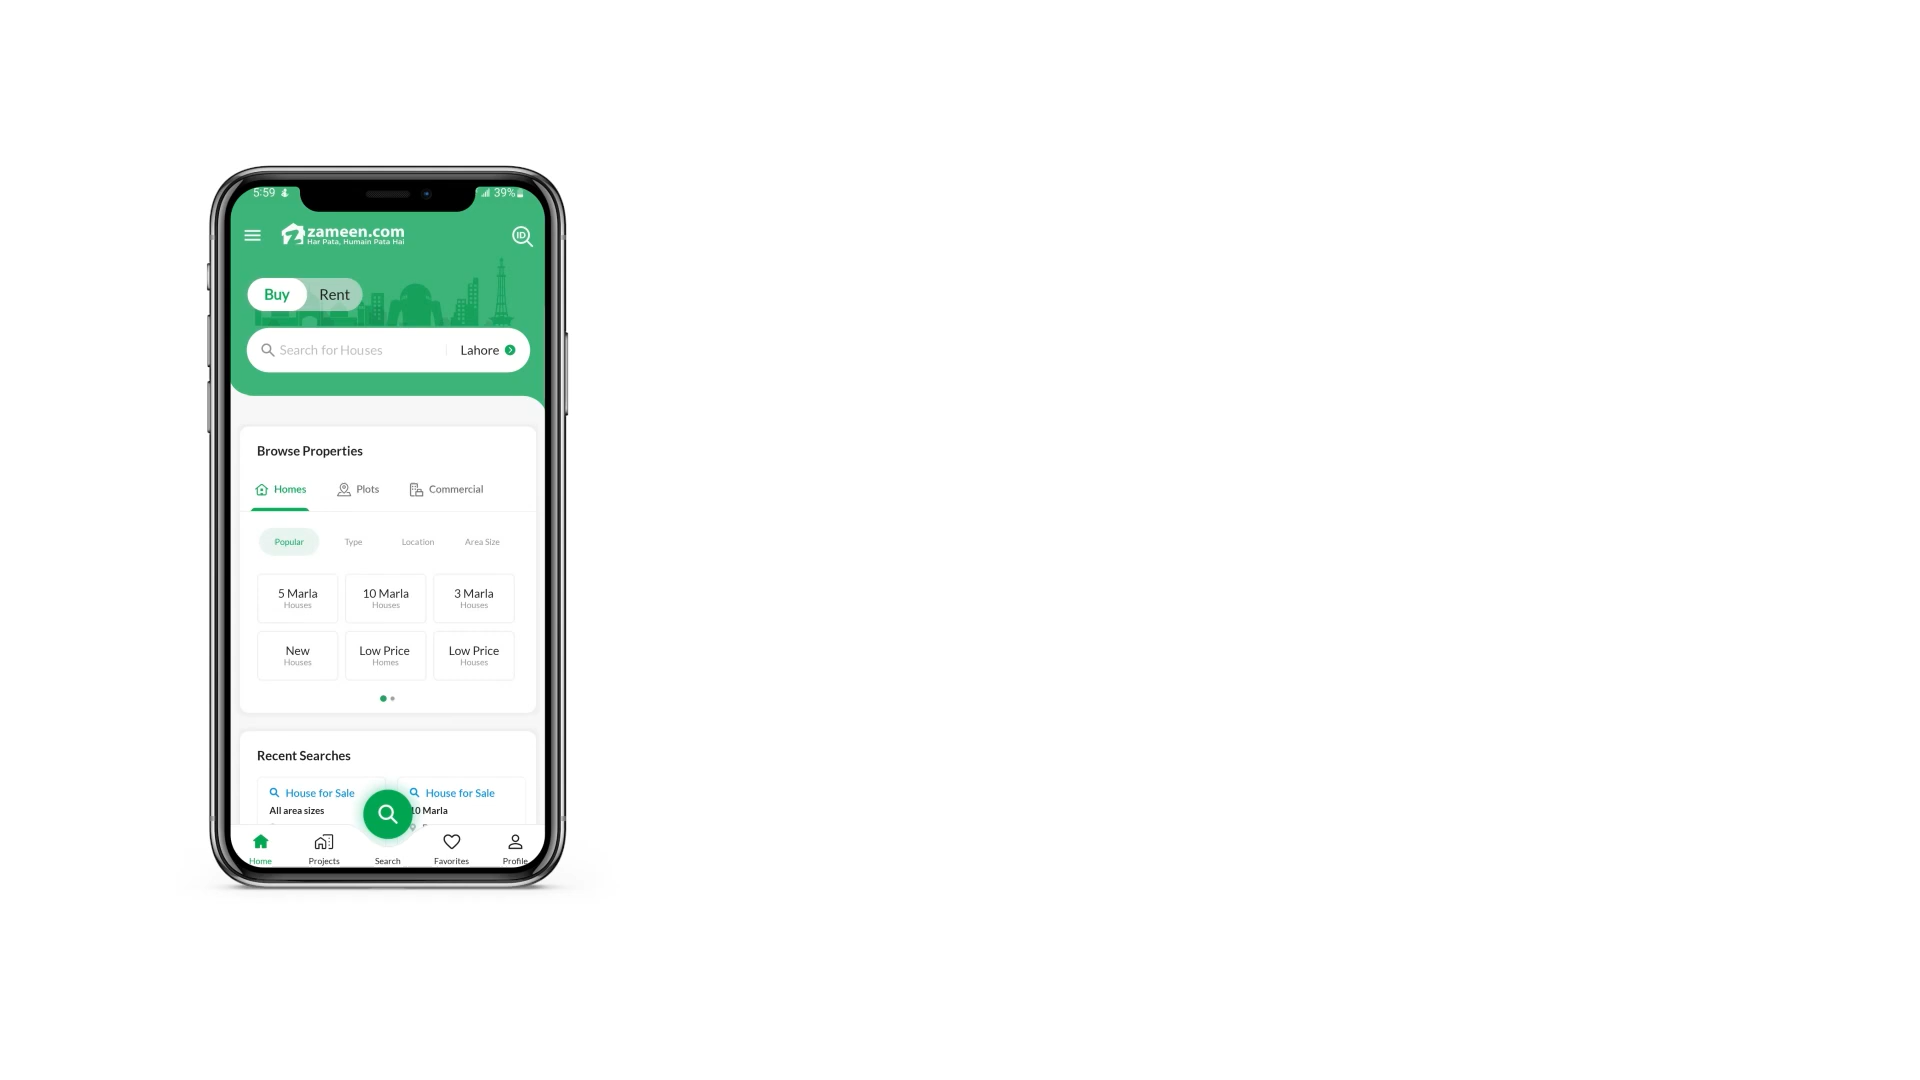 5:59
39%
zameen.com
Har Pata, Humain Pata Hai
ID
Buy Rent
Search for Houses Lahore
Browse Properties
Homes Plots Commercial
Popular Type Location Area Size
5 Marla 10 Marla 3 Marla
Houses Houses Houses
New Low Price Low Price
Houses Homes Houses
Recent Searches
House for Sale House for Sale
All area sizes 10 Marla
Home Projects Search Favorites Profile